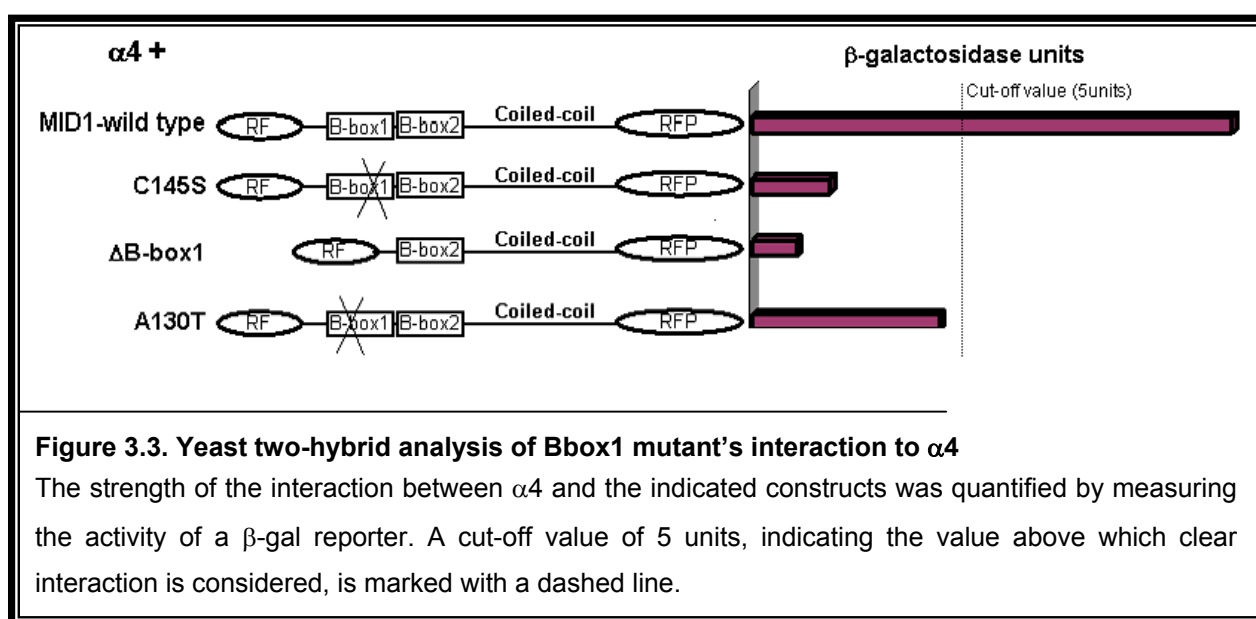 α4 +
β-galactosidase units
Cut-off value (5units)
MID1-wild type RF B-box1 B-box2 Coiled-coil RFP
C145S RF B-box1 B-box2 Coiled-coil RFP
ΔB-box1 RF B-box2 Coiled-coil RFP
A130T RF B-box1 B-box2 Coiled-coil RFP
Figure 3.3. Yeast two-hybrid analysis of Bbox1 mutant’s interaction to α4
The strength of the interaction between α4 and the indicated constructs was quantified by measuring
the activity of a β-gal reporter. A cut-off value of 5 units, indicating the value above which clear
interaction is considered, is marked with a dashed line.